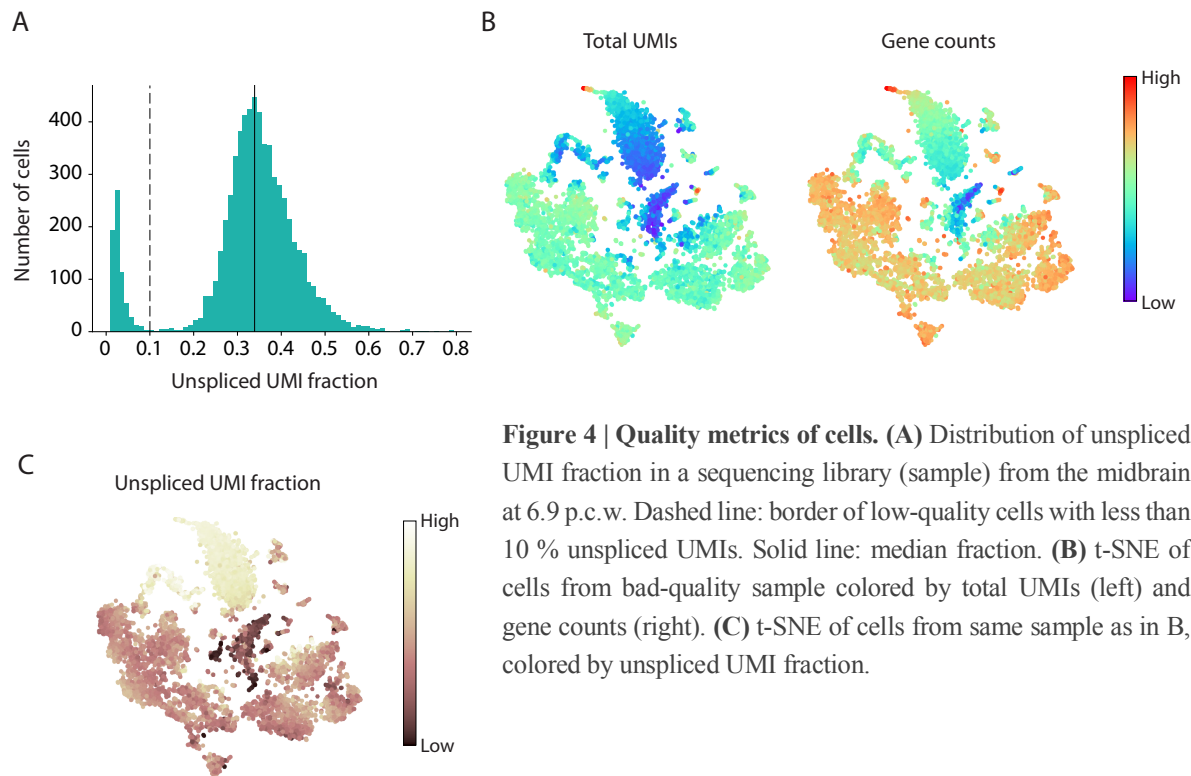 A
Number of cells
400
300
200
100
0
0 0.1 0.2 0.3 0.4 0.5 0.6 0.7 0.8
Unspliced UMI fraction
B
Total UMIs
Gene counts
High
Low
C
Unspliced UMI fraction
High
Low
Figure 4 | Quality metrics of cells. (A) Distribution of unspliced
UMI fraction in a sequencing library (sample) from the midbrain
at 6.9 p.c.w. Dashed line: border of low-quality cells with less than
10 % unspliced UMIs. Solid line: median fraction. (B) t-SNE of
cells from bad-quality sample colored by total UMIs (left) and
gene counts (right). (C) t-SNE of cells from same sample as in B,
colored by unspliced UMI fraction.